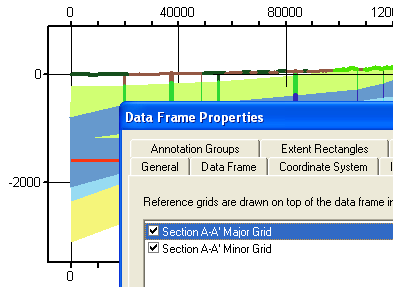 0 40000 80000
0
Data Frame Properties
Annotation Groups Extent Rectangles
General Data Frame Coordinate System
-2000
Reference grids are drawn on top of the data frame
Section A-A' Major Grid
Section A-A' Minor Grid
0